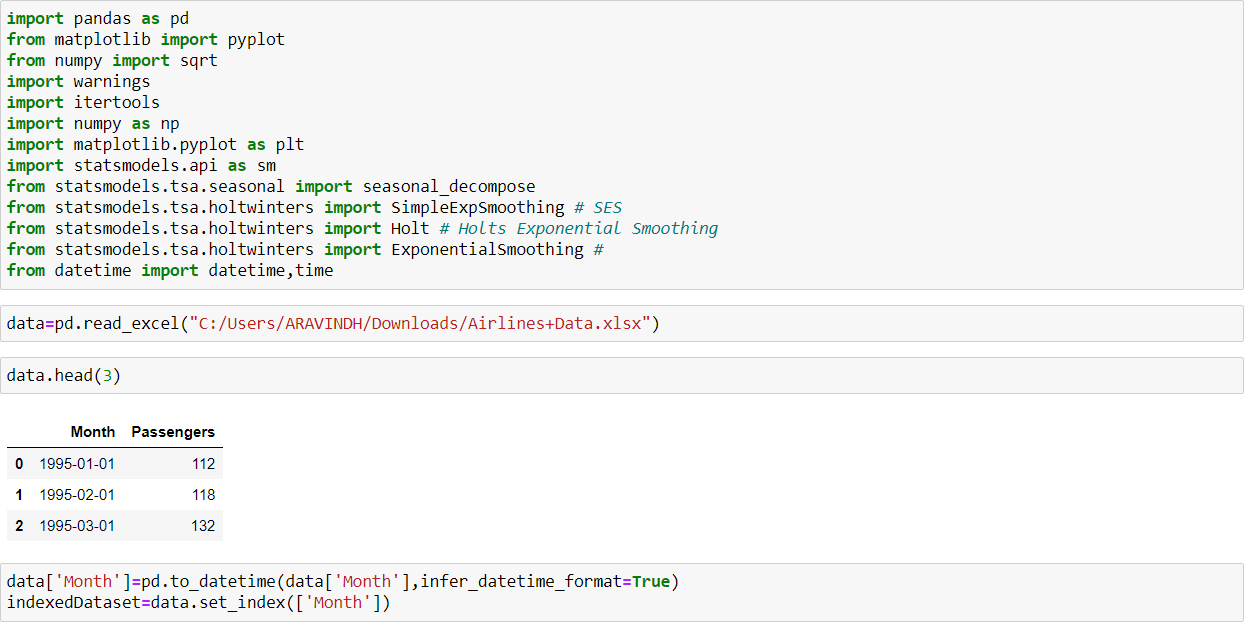 import pandas as pd
from matplotlib import pyplot
from numpy import sqrt
import warnings
import itertools
import numpy as np
import matplotlib.pyplot as plt
import statsmodels.api as sm
from statsmodels.tsa.seasonal import seasonal_decompose
from statsmodels.tsa.holtwinters import SimpleExpSmoothing # SES
from statsmodels.tsa.holtwinters import Holt # Holts Exponential Smoothing
from statsmodels.tsa.holtwinters import ExponentialSmoothing #
from datetime import datetime,time
data=pd.read_excel("C:/Users/ARAVINDH/Downloads/Airlines+Data.xlsx")
data.head(3)
Month Passengers
0 1995-01-01 112
1 1995-02-01 118
2 1995-03-01 132
data['Month']=pd.to_datetime(data['Month'],infer_datetime_format=True)
indexedDataset=data.set_index(['Month'])